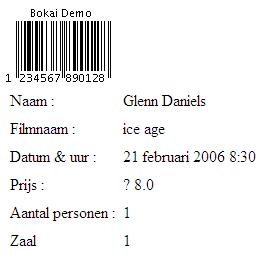 Bokai Demo
1 234567 890128
Naam : Glenn Daniels
Filmnaam : ice age
Datum & uur : 21 februari 2006 8:30
Prijs : ? 8.0
Aantal personen : 1
Zaal 1